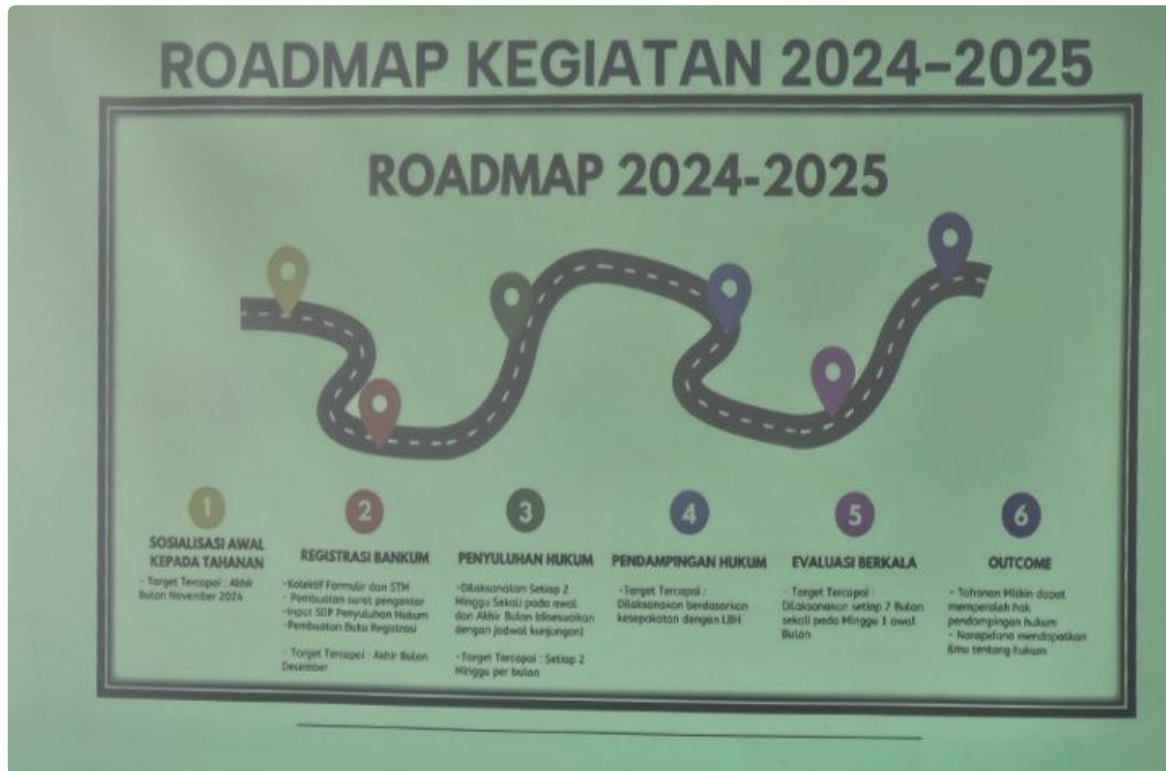 ROADMAP KEGIATAN 2024-2025
ROADMAP 2024-2025
1
SOSIALISASI AWAL
KEPADA TAHANAN
- Target Tercapai : Akhir
Bulan November 2024
2
REGISTRASI BANKUM
-Kolektif Formulir dan STM
- Pembuatan surat pengantar
-Input SDP Penyuluhan Hukum
-Pembuatan Buku Registrasi
- Target Tercapai : Akhir Bulan
Desember
3
PENYULUHAN HUKUM
-Dilaksanakan Setiap 2
Minggu Sekali pada awal
dan Akhir Bulan (disesuaikan
dengan jadwal kunjungan)
-Target Tercapai : Setiap 2
Minggu per bulan
4
PENDAMPINGAN HUKUM
-Target Tercapai :
Dilaksanakan berdasarkan
kesepakatan dengan LBH
5
EVALUASI BERKALA
- Target Tercapai :
Dilaksanakan setiap Bulan
sekali pada Minggu 1 awal
Bulan
6
OUTCOME
- Tahanan Miskin dapat
memperoleh hak
pendampingan hukum
- Narapidana mendapatkan
ilmu tentang hukum